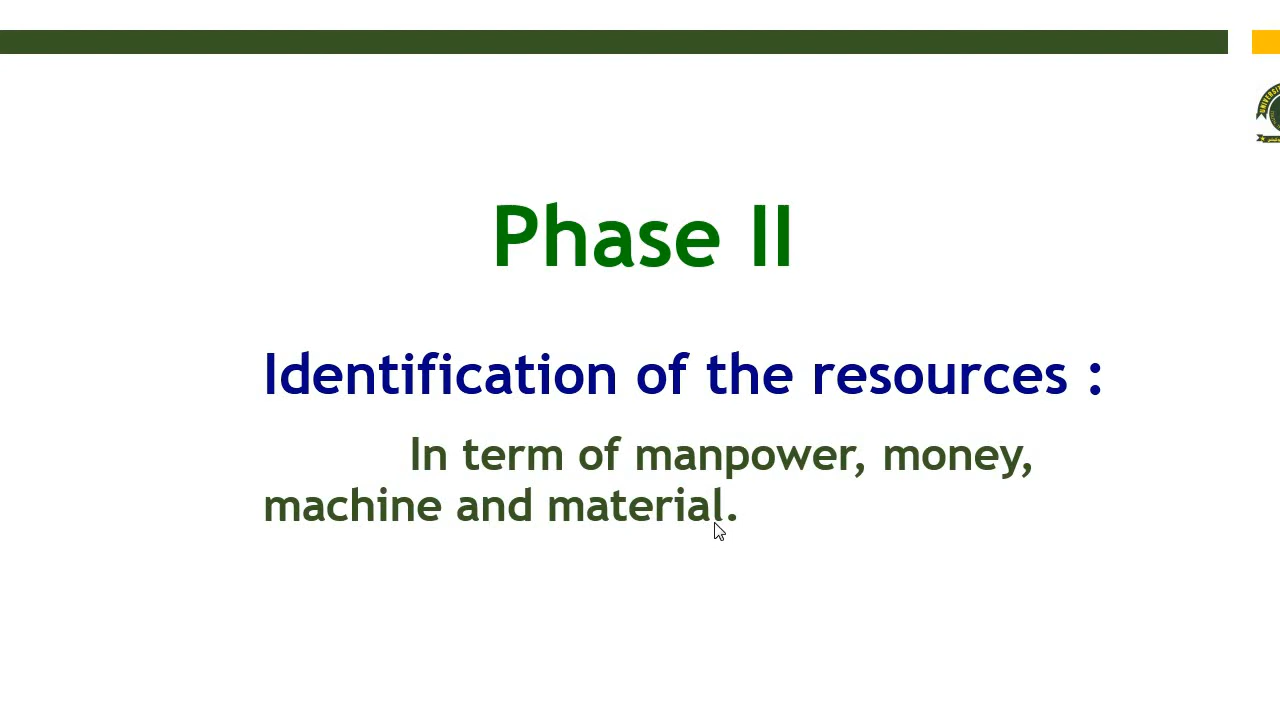 Phase II
Identification of the resources :
In term of manpower, money,
machine and material.